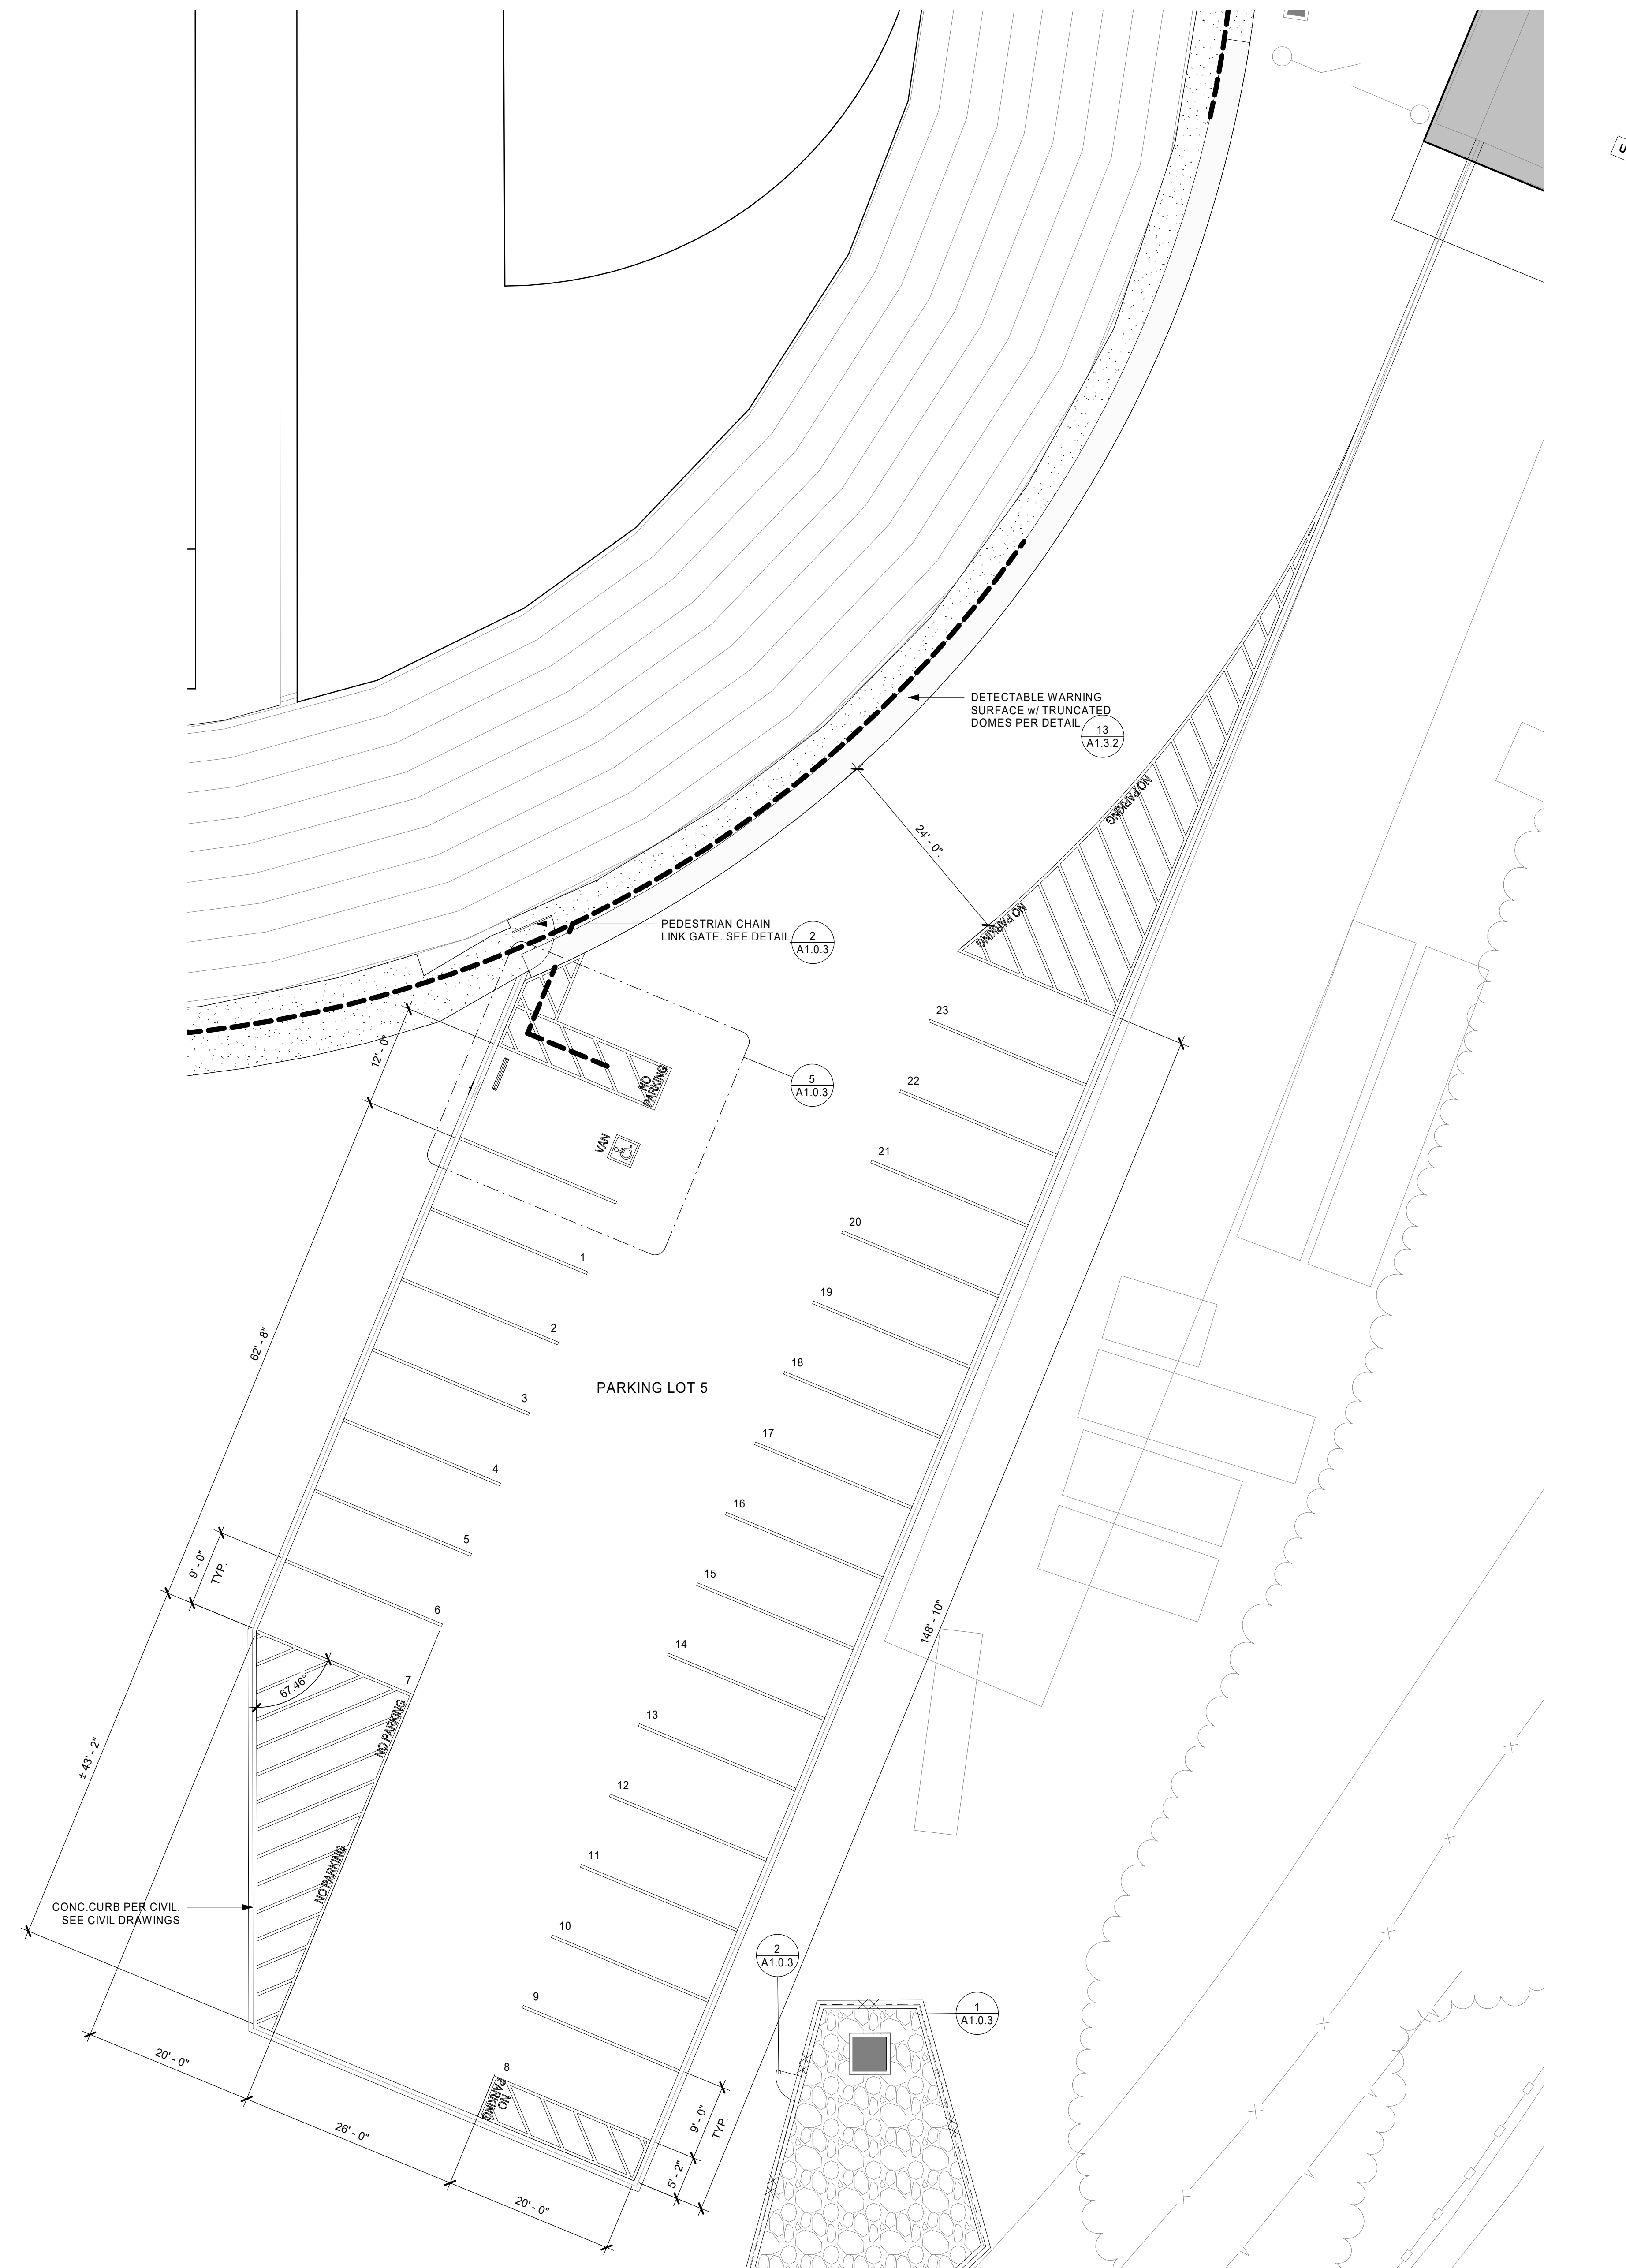 U
DETECTABLE WARNING
SURFACE w/ TRUNCATED
DOMES PER DETAIL
13
A1.3.2
NO PARKING
24' - 0".
NO PARKING
PEDESTRIAN CHAIN
LINK GATE. SEE DETAIL
2
A1.0.3
12' - 0"
23
NO
PARKING
5
A1.0.3
22
VAN
21
20
1
19
2
62' - 8"
18
PARKING LOT 5
3
17
4
16
5
9' - 0"
TYP.
15
6
148' - 10"
14
7
67.46°
13
NO PARKING
± 43' - 2"
12
11
NO PARKING
CONC.CURB PER CIVIL.
SEE CIVIL DRAWINGS
10
2
A1.0.3
9
1
A1.0.3
20' - 0"
8
NO
PARKING
9' - 0"
TYP.
26' - 0"
5' - 2"
20' - 0"